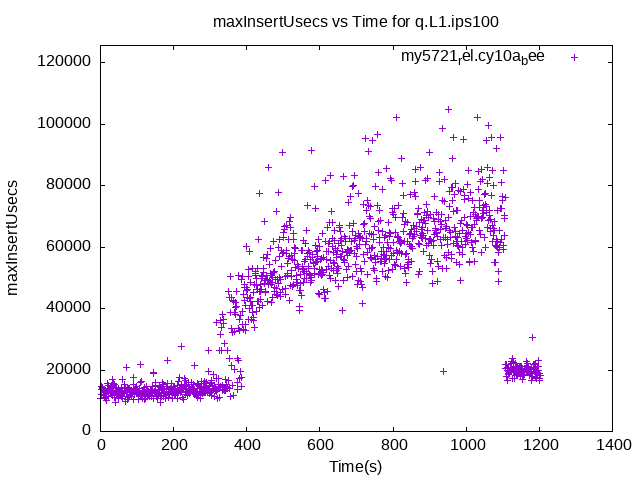 maxInsertUsecs vs Time for q.L1.ips100
my5721rel.cy10abee
120000
100000
80000
60000
40000
20000
0
maxInsertUsecs
0 200 400 600 800 1000 1200 1400
Time(s)